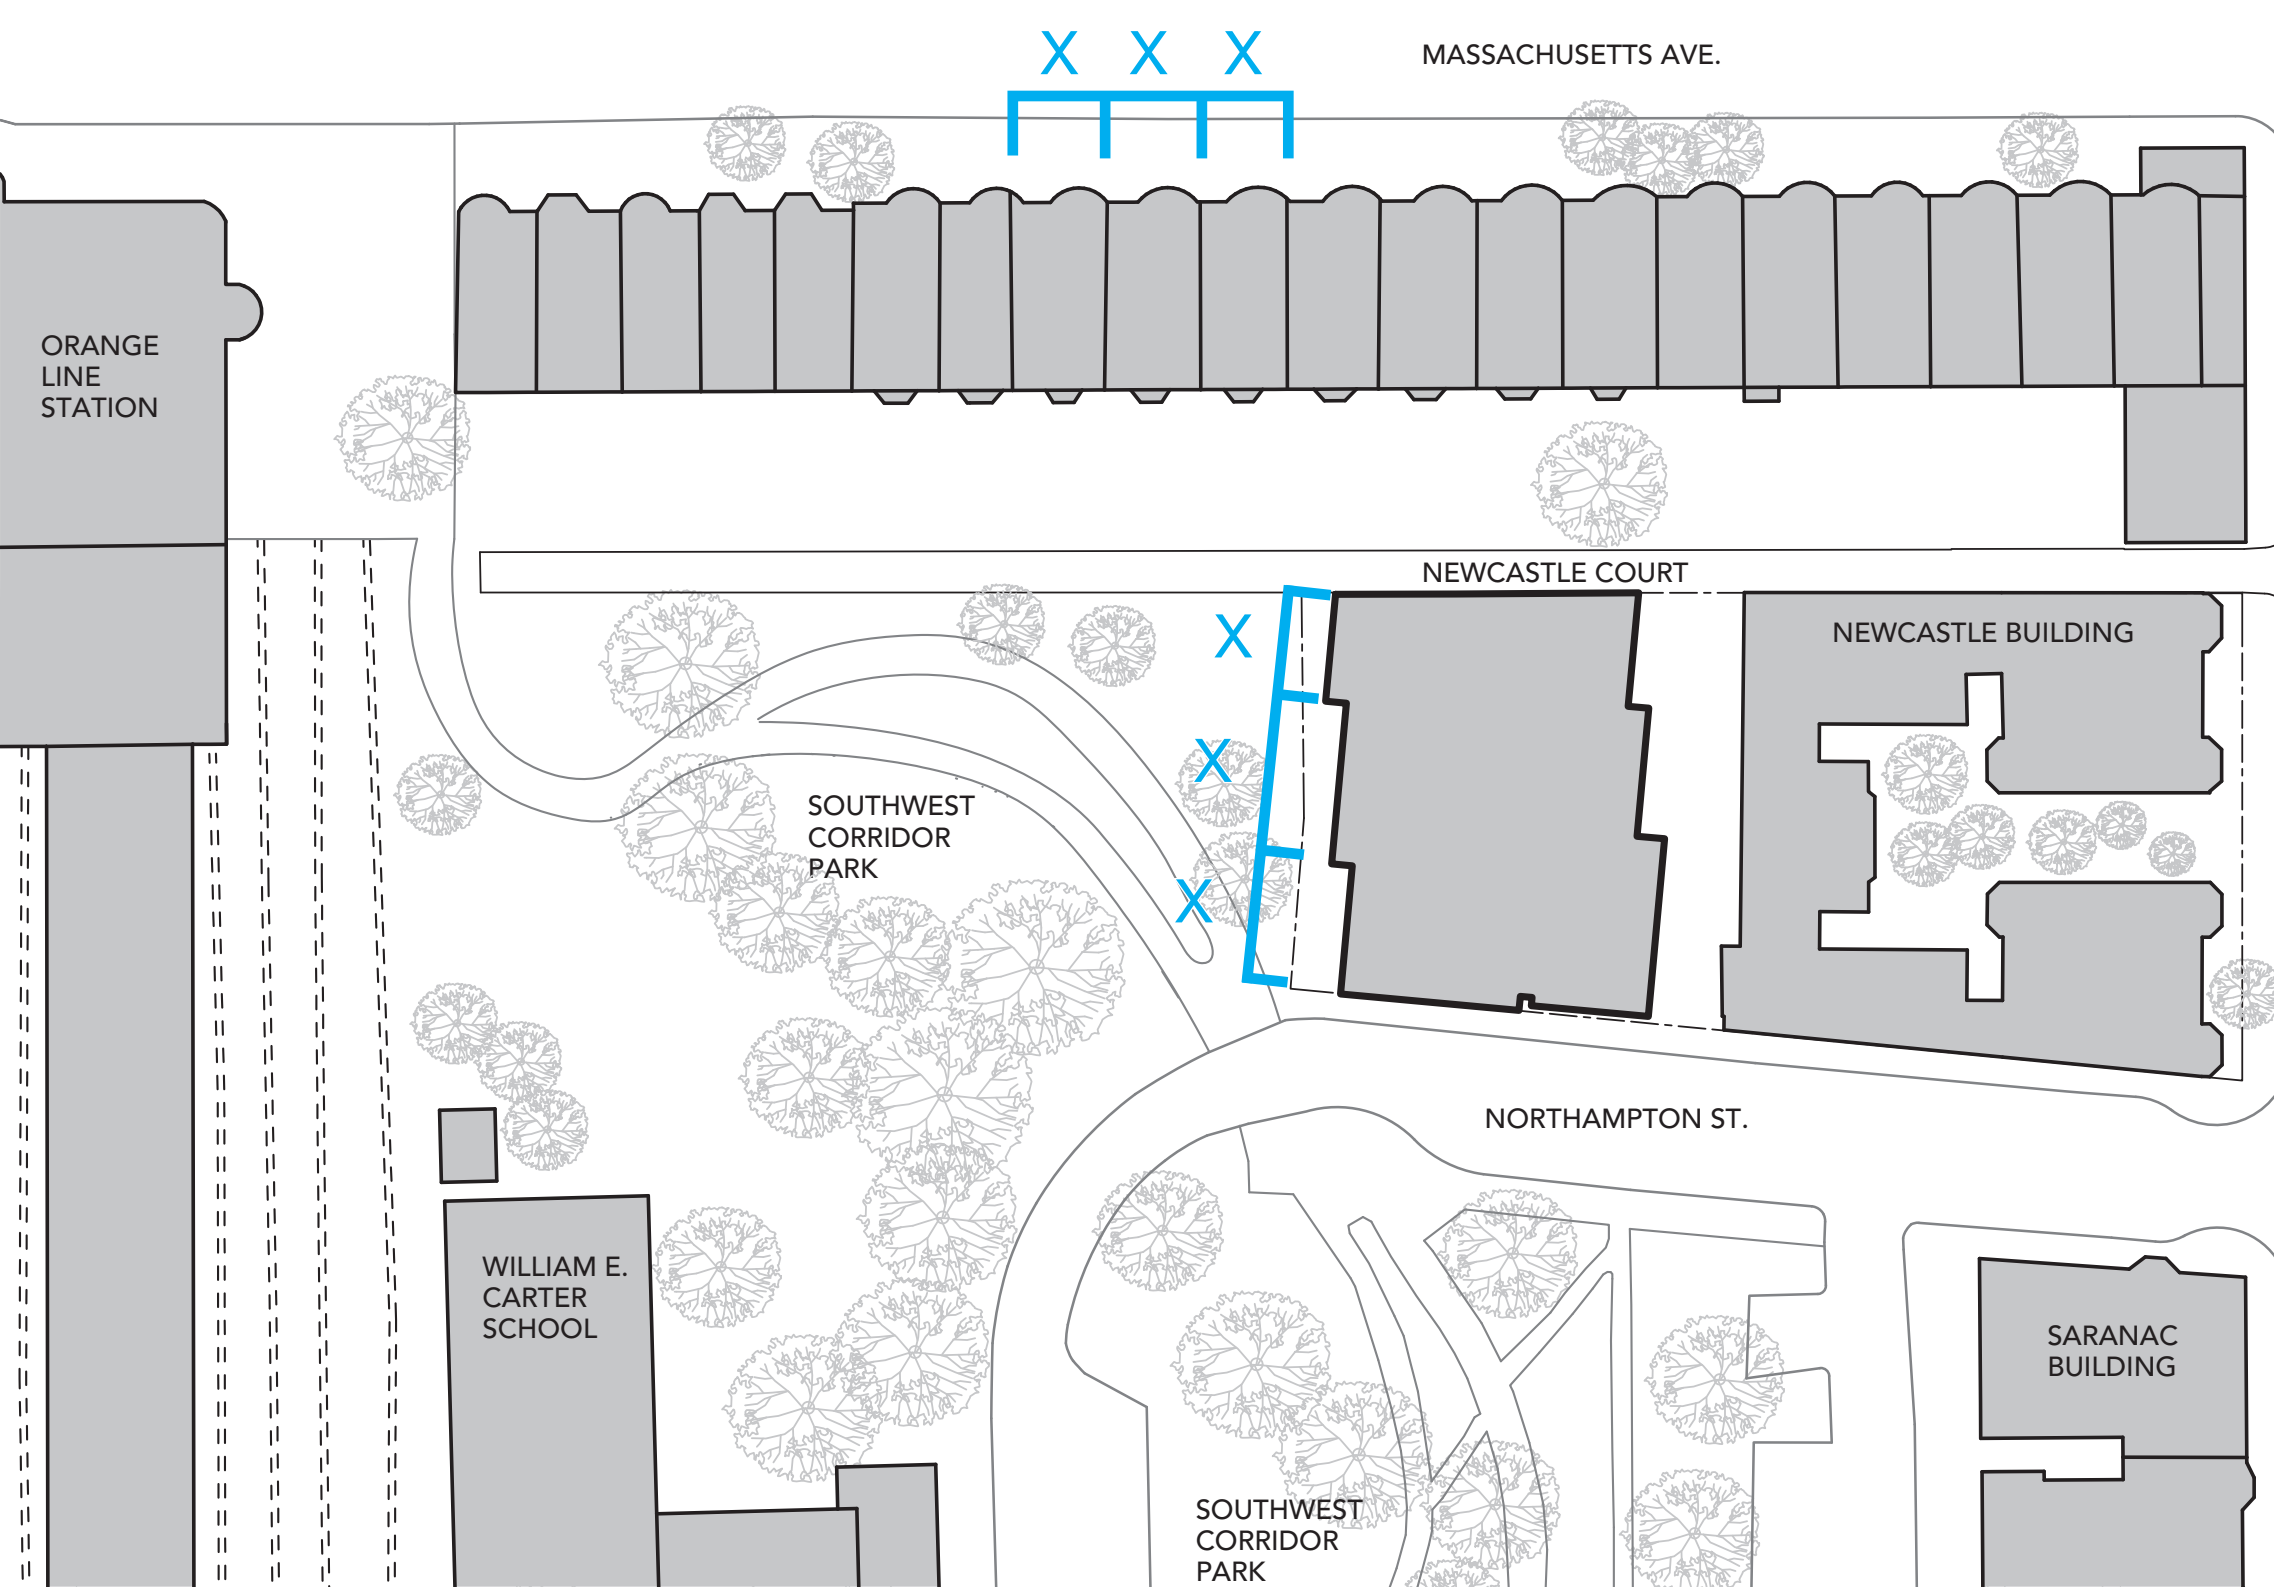 X X X
MASSACHUSETTS AVE.
ORANGE
LINE
STATION
NEWCASTLE COURT
X
NEWCASTLE BUILDING
X
SOUTHWEST
CORRIDOR
PARK
X
NORTHAMPTON ST.
WILLIAM E.
CARTER
SCHOOL
SARANAC
BUILDING
SOUTHWEST
CORRIDOR
PARK